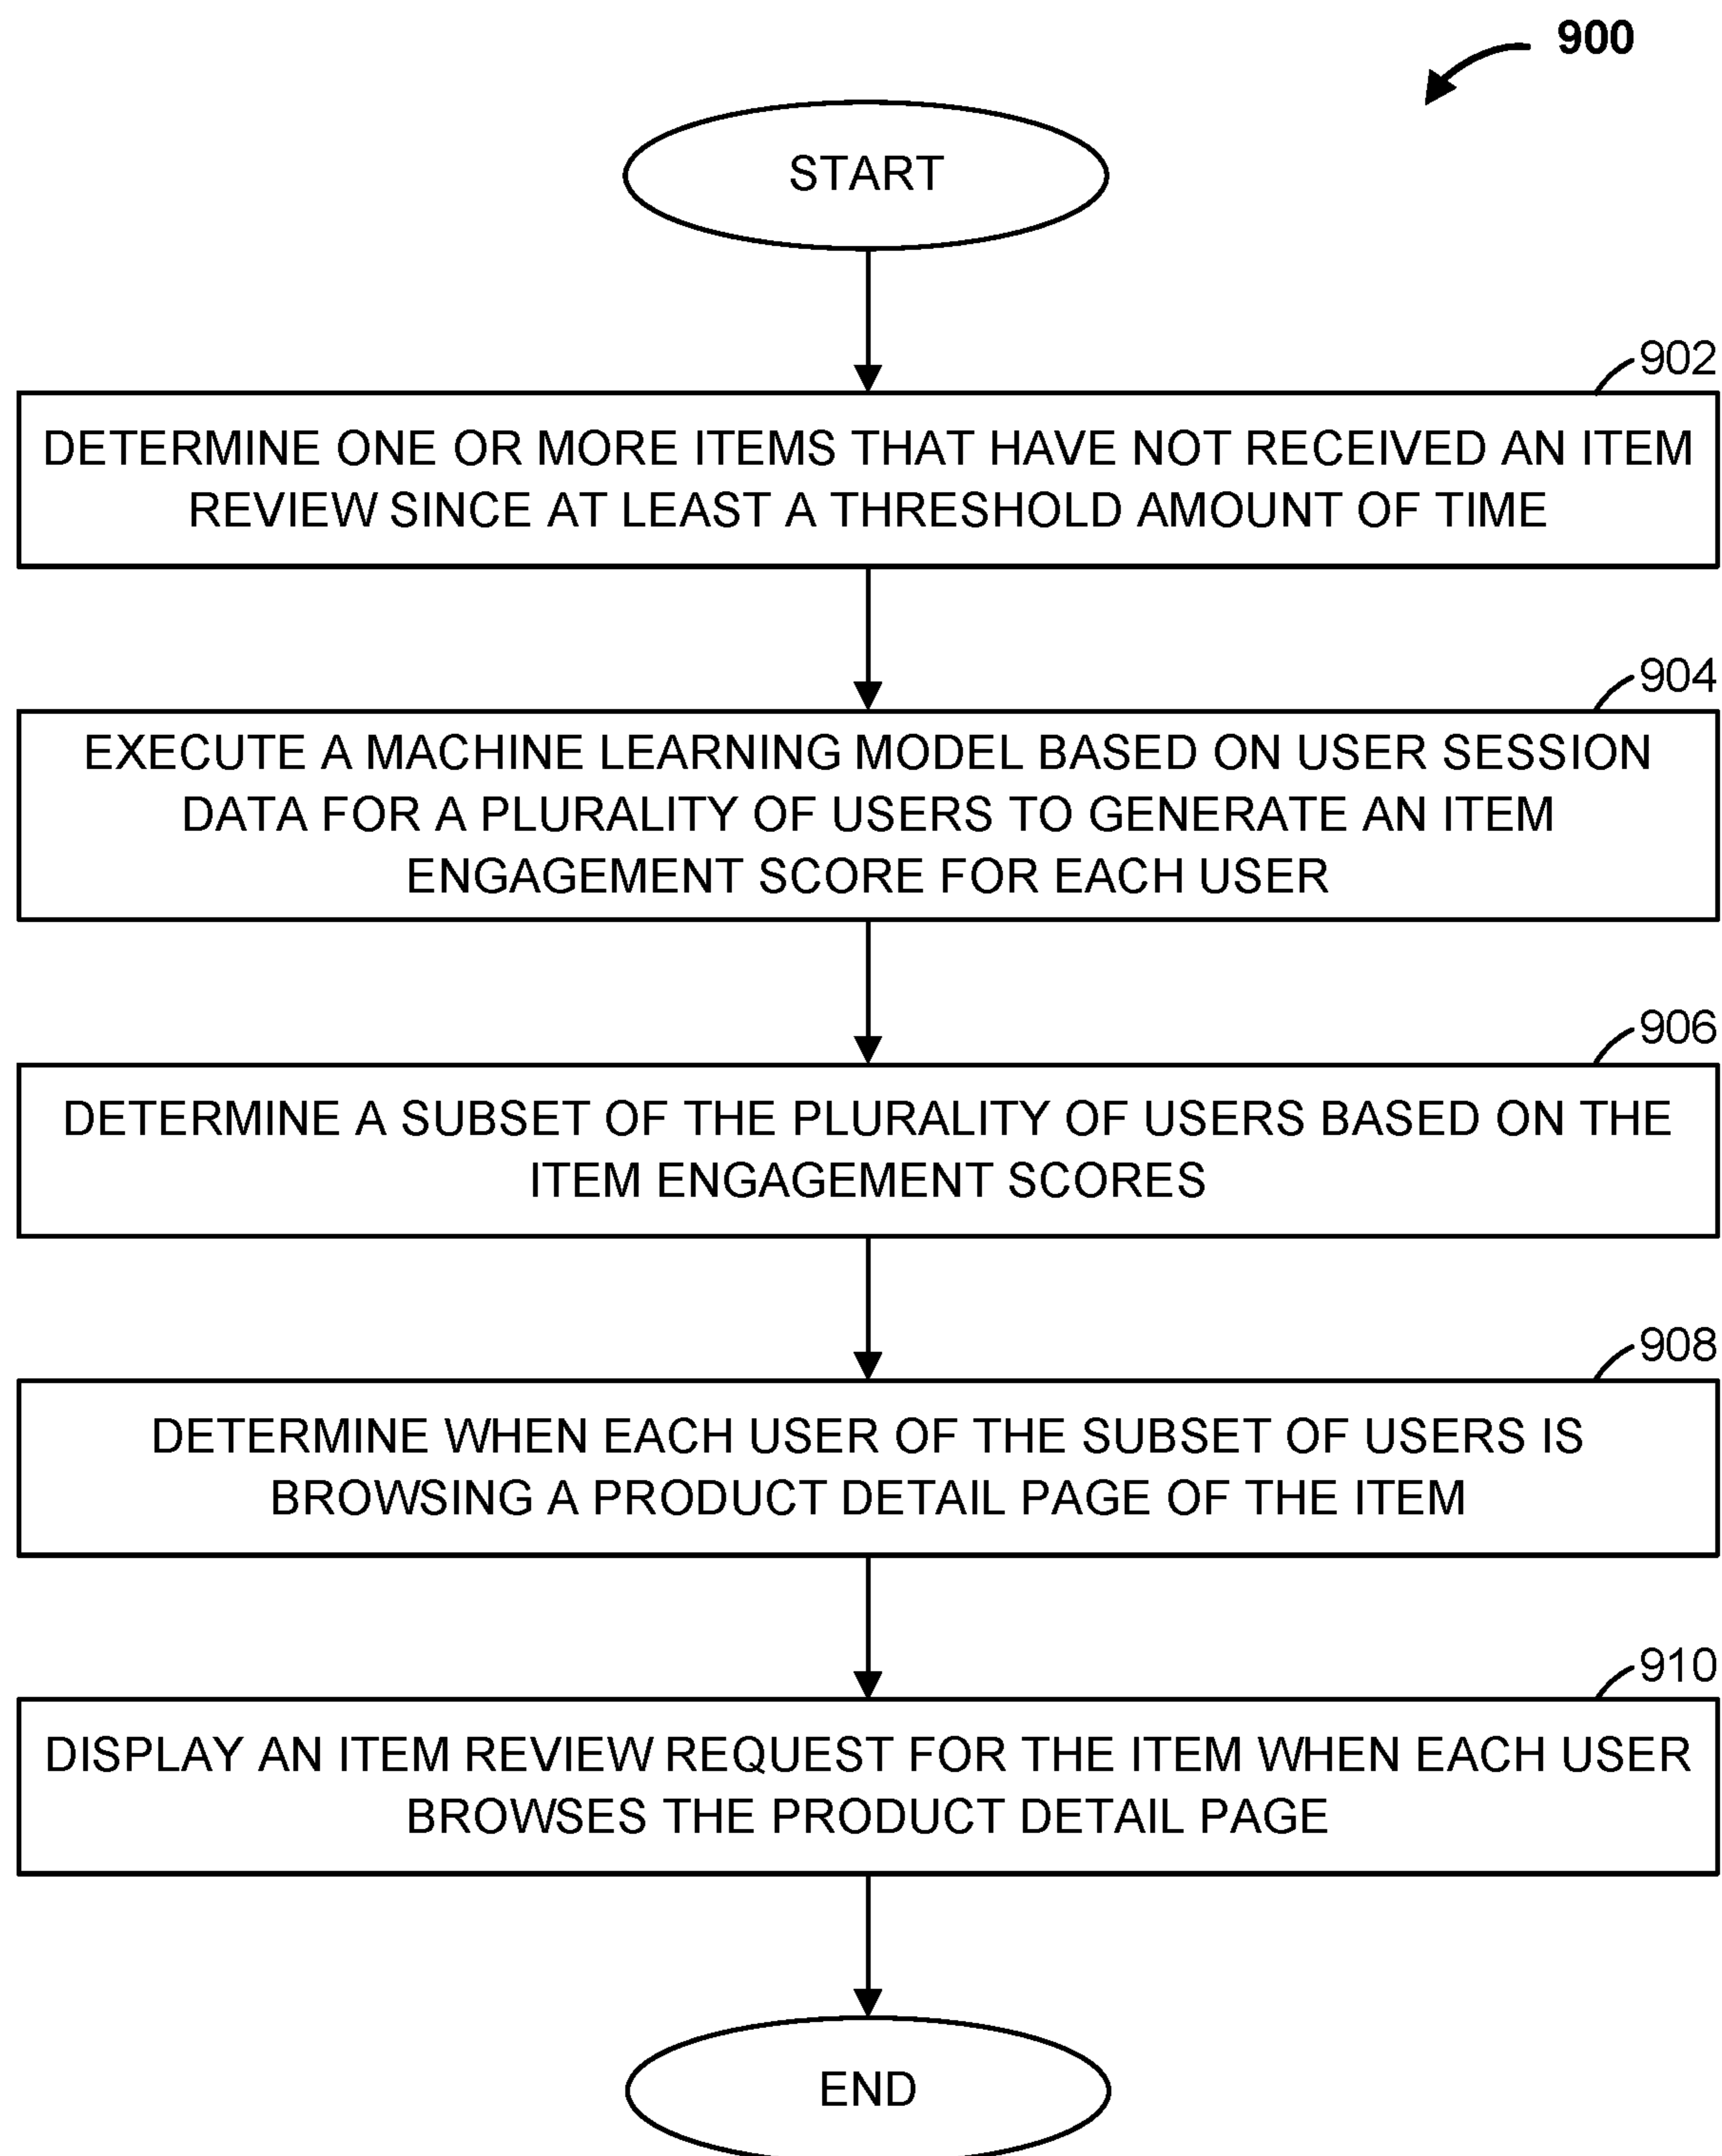 900
START
902
DETERMINE ONE OR MORE ITEMS THAT HAVE NOT RECEIVED AN ITEM
REVIEW SINCE AT LEAST A THRESHOLD AMOUNT OF TIME
904
EXECUTE A MACHINE LEARNING MODEL BASED ON USER SESSION
DATA FOR A PLURALITY OF USERS TO GENERATE AN ITEM
ENGAGEMENT SCORE FOR EACH USER
906
DETERMINE A SUBSET OF THE PLURALITY OF USERS BASED ON THE
ITEM ENGAGEMENT SCORES
908
DETERMINE WHEN EACH USER OF THE SUBSET OF USERS IS
BROWSING A PRODUCT DETAIL PAGE OF THE ITEM
910
DISPLAY AN ITEM REVIEW REQUEST FOR THE ITEM WHEN EACH USER
BROWSES THE PRODUCT DETAIL PAGE
END